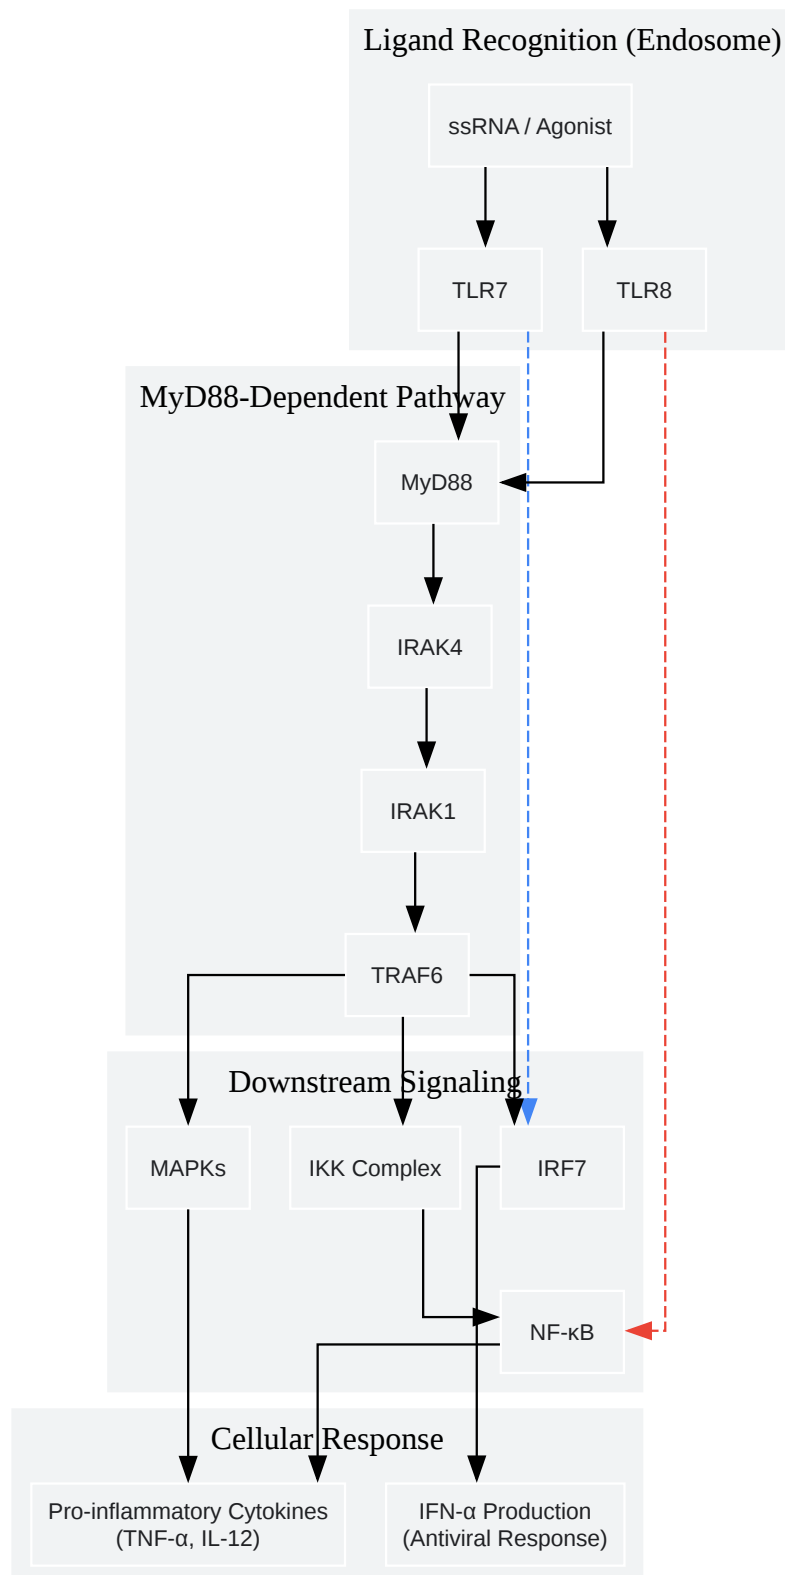 Ligand Recognition (Endosome)
ssRNA / Agonist
TLR7
TLR8
MyD88-Dependent Pathway
MyD88
IRAK4
IRAK1
TRAF6
Downstream Signaling
MAPKs
IKK Complex
IRF7
NF-κB
Cellular Response
Pro-inflammatory Cytokines
(TNF-α, IL-12)
IFN-α Production
(Antiviral Response)